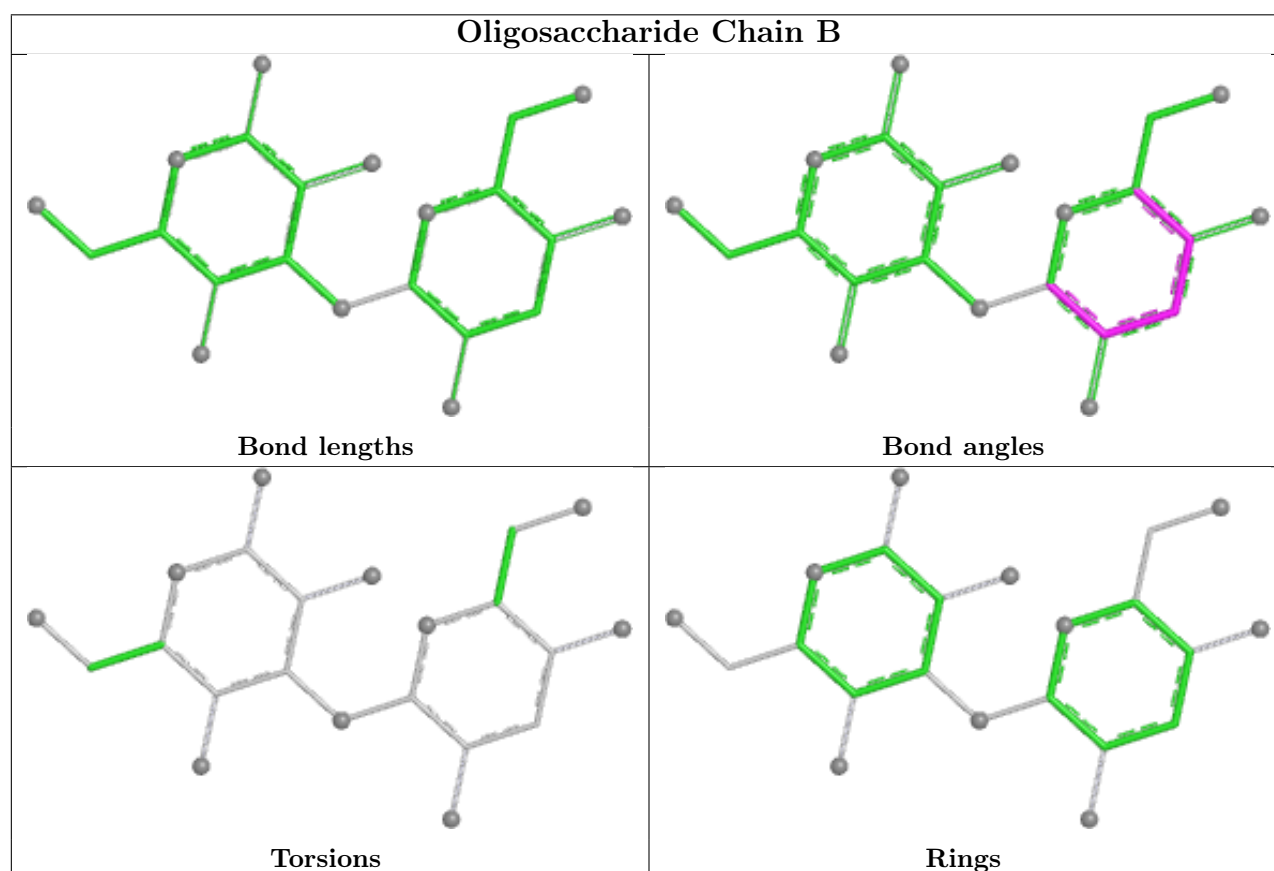 Oligosaccharide Chain B
Bond lengths
Bond angles
Torsions
Rings